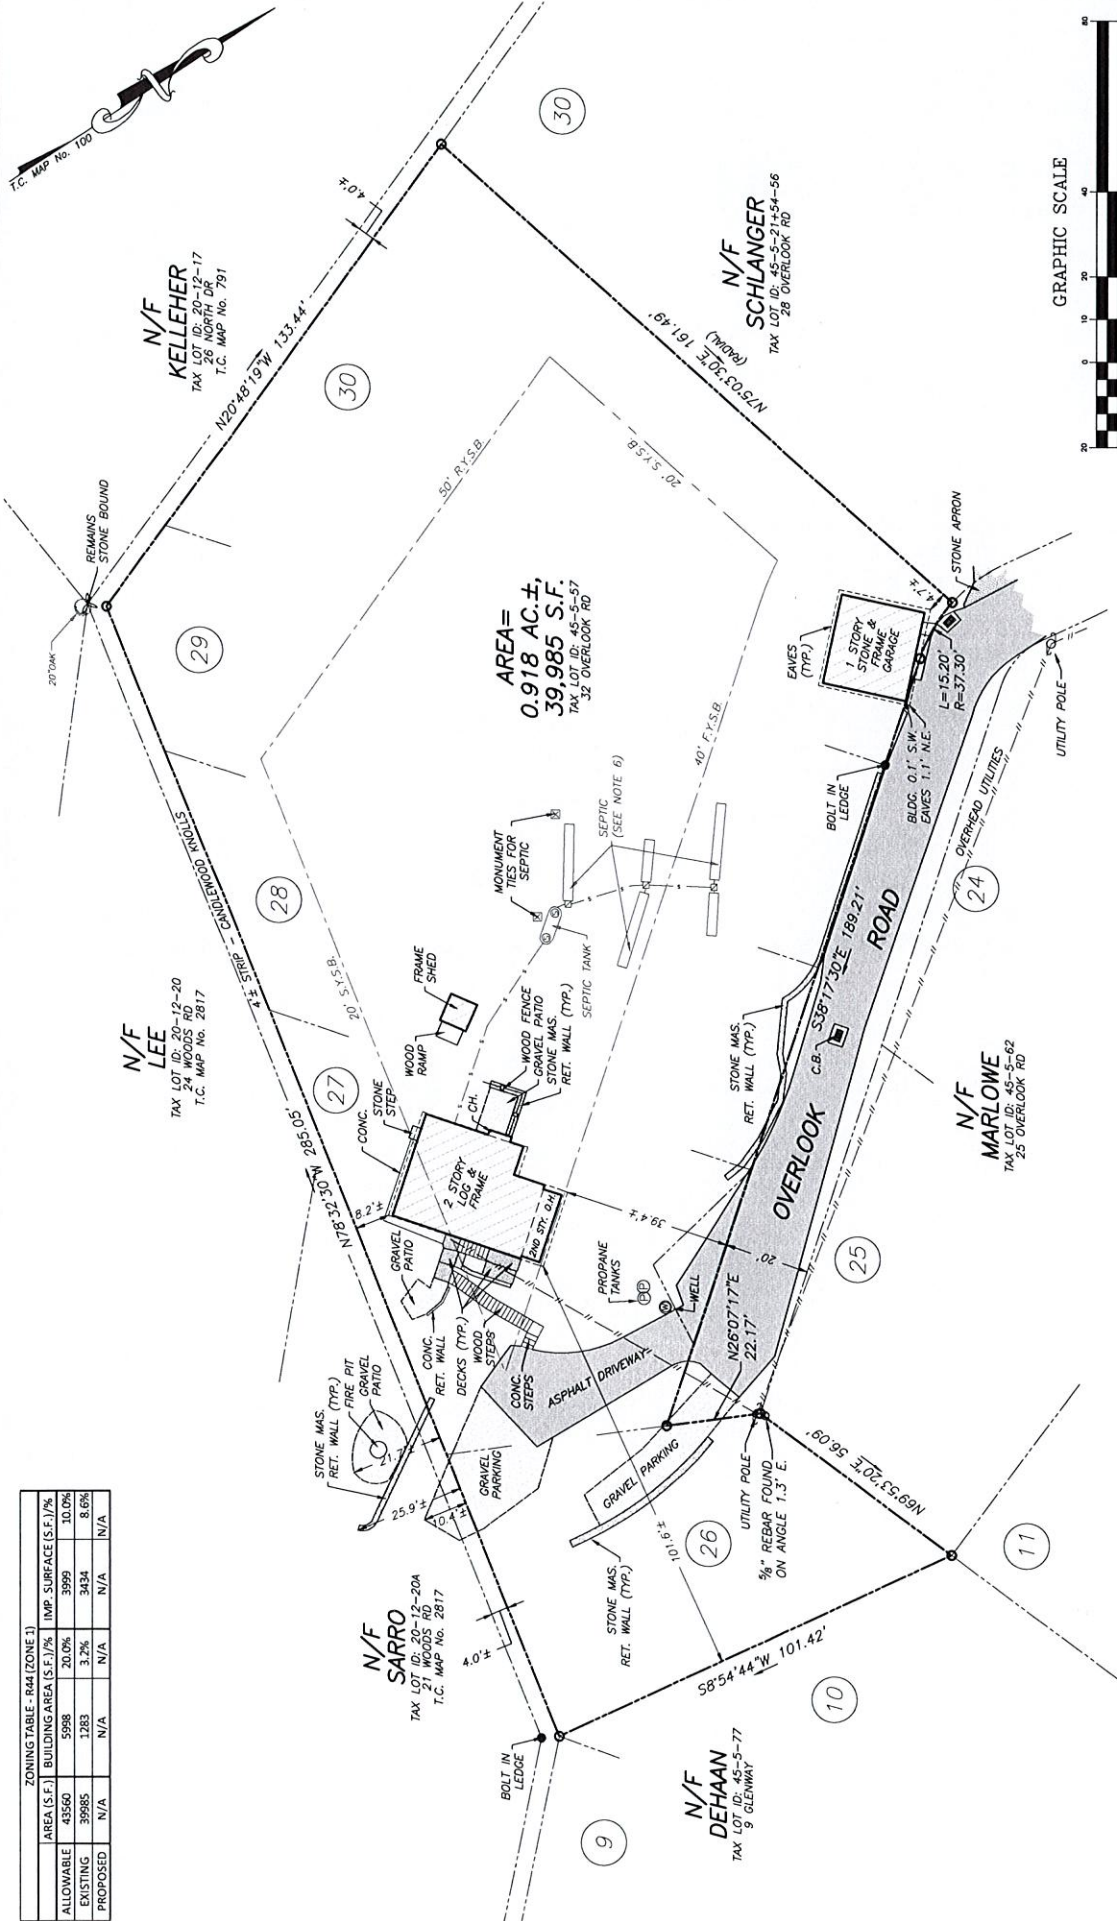 ZONING TABLE - R44 (ZONE 1)
AREA (S.F.) BUILDING AREA (S.F.)/% IMP. SURFACE (S.F.)/%
ALLOWABLE 43560 5998 20.0% 3999 10.0%
EXISTING 39985 1283 3.2% 3434 8.6%
PROPOSED N/A N/A N/A N/A N/A
T.C. MAP No. 100
N/F
KELLEHER
TAX LOT ID: 20-12-17
26 NORTH DR
T.C. MAP No. 791
N20°48'19"W 133.44'
4.0'±
30
30
REMAINS
STONE BOUND
20"OAK
29
28
27
N/F
LEE
TAX LOT ID: 20-12-20
24 WOODS RD
T.C. MAP No. 2817
4'± STRIP - CANDLEWOOD KNOLLS
N78°32'30"W 285.05'
20' S.Y.S.B.
50' R.Y.S.B.
20' S.Y.S.B.
40' F.Y.S.B.
AREA=
0.918 AC.±,
39,985 S.F.
TAX LOT ID: 45-5-57
32 OVERLOOK RD
N/F
SCHLANGER
TAX LOT ID: 45-5-21+54-56
28 OVERLOOK RD
N75°03'30"E 161.49'
(RADIAL)
GRAPHIC SCALE
20
0
10
20
40
80
EAVES
(TYP.)
1 STORY
STONE &
FRAME
GARAGE
4.7'±
STONE APRON
L=15.20'
R=37.30'
BLDG. 0.1' S.W.
EAVES 1.1' N.E.
BOLT IN
LEDGE
UTILITY POLE
OVERHEAD UTILITIES
24
S38°17'30"E 189.21'
OVERLOOK ROAD
C.B.
STONE MAS.
RET. WALL (TYP.)
N/F
MARLOWE
TAX LOT ID: 45-5-62
25 OVERLOOK RD
25
MONUMENT
TIES FOR
SEPTIC
SEPTIC
(SEE NOTE 6)
SEPTIC TANK
S
S
S
S
S
S
FRAME
SHED
WOOD
RAMP
WOOD FENCE
GRAVEL PATIO
STONE MAS.
RET. WALL (TYP.)
CH.
STONE
STEP
CONC.
8.2'±
2 STORY
LOG &
FRAME
2ND STY. O.H.
39.4'±
20'
GRAVEL
PATIO
CONC.
RET. WALL
DECKS (TYP.)
WOOD
STEPS
CONC.
STEPS
PROPANE
TANKS
P P
W
WELL
ASPHALT DRIVEWAY
N26°07'17"E
22.17'
STONE MAS.
RET. WALL (TYP.)
FIRE PIT
GRAVEL
PATIO
21.7'±
25.9'±
10.4'±
GRAVEL
PARKING
GRAVEL PARKING
101.6'±
26
UTILITY POLE
5/8" REBAR FOUND
ON ANGLE 1.3' E.
N69°53'20"E 56.09'
11
STONE MAS.
RET. WALL (TYP.)
N/F
SARRO
TAX LOT ID: 20-12-20A
21 WOODS RD
T.C. MAP No. 2817
4.0'±
BOLT IN
LEDGE
S8°54'44"W 101.42'
10
N/F
DEHAAN
TAX LOT ID: 45-5-77
9 GLENWAY
9